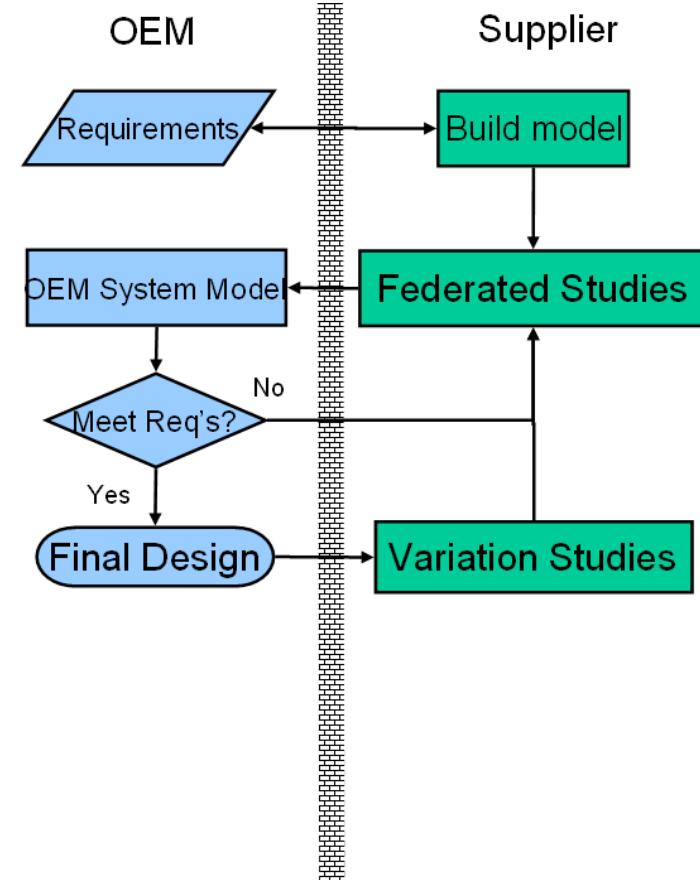 OEM
Supplier
Requirements
Build model
OEM System Model
Federated Studies
No
Meet Req's?
Yes
Final Design
Variation Studies